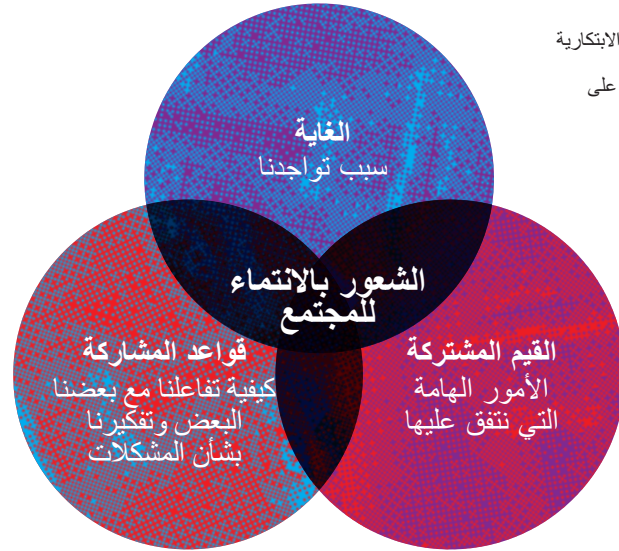 الابتكارية
على
الغاية
سبب تواجدنا
الشعور بالانتماء
للمجتمع
القيم المشتركة
الأمور الهامة
التي نتفق عليها
قواعد المشاركة
كيفية تفاعلنا مع بعضنا
البعض وتفكيرنا
بشأن المشكلات